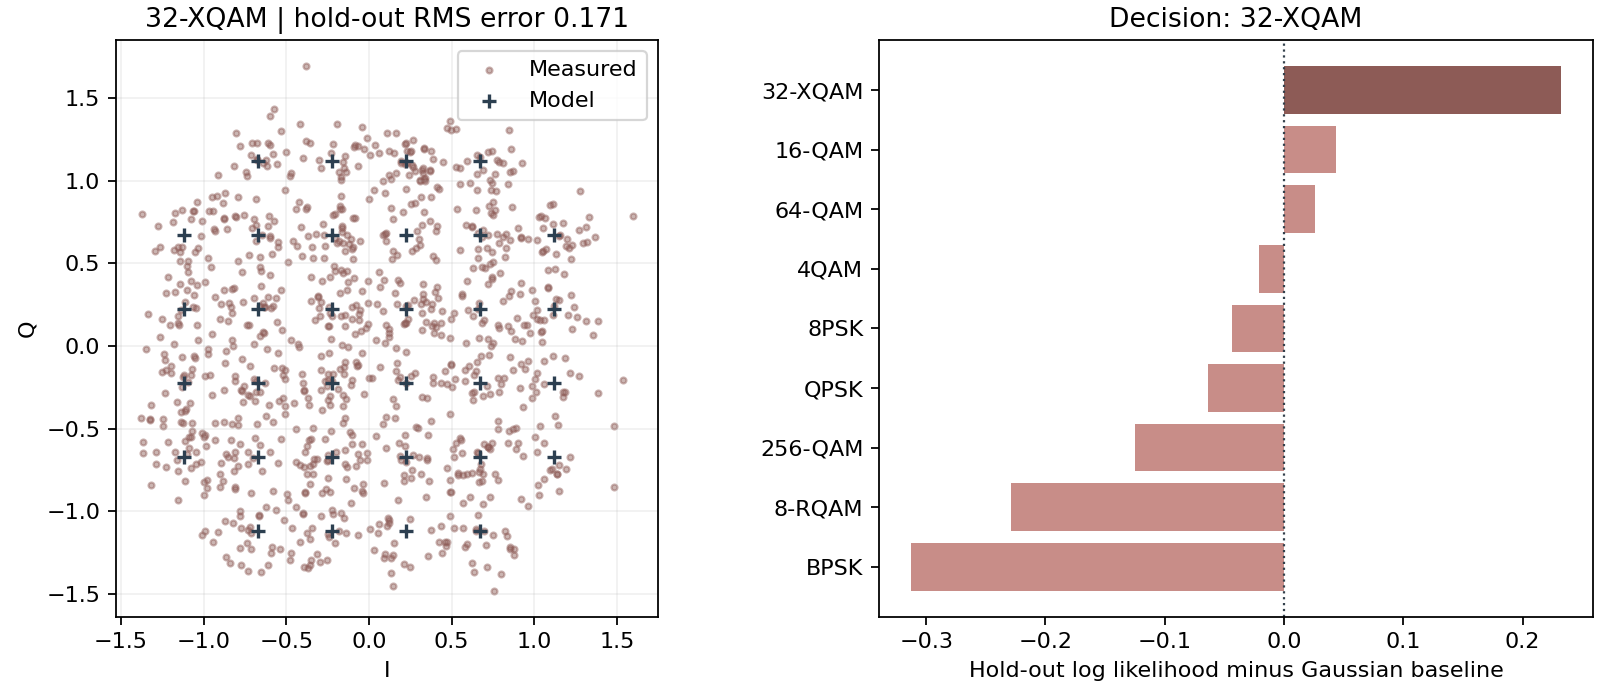 32-XQAM | hold-out RMS error 0.171
Measured
Model
1.5
1.0
0.5
0.0
−0.5
−1.0
−1.5
Q
−1.5
−1.0
−0.5
0.0
0.5
1.0
1.5
I
Decision: 32-XQAM
32-XQAM
16-QAM
64-QAM
4QAM
8PSK
QPSK
256-QAM
8-RQAM
BPSK
−0.3
−0.2
−0.1
0.0
0.1
0.2
Hold-out log likelihood minus Gaussian baseline